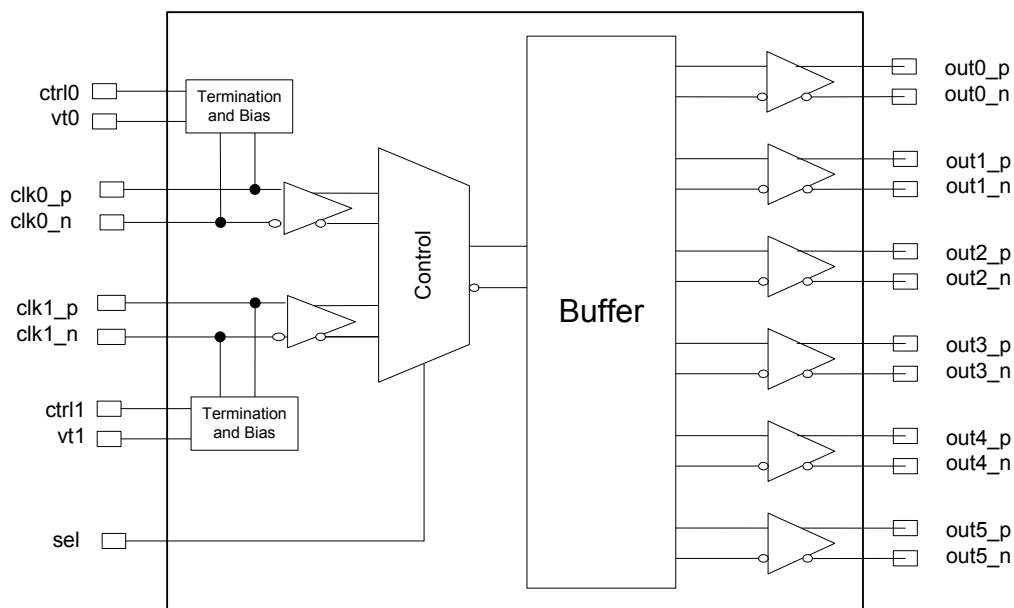 ctrl0
vt0
Termination
and Bias
clk0_p
clk0_n
clk1_p
clk1_n
ctrl1
vt1
Termination
and Bias
sel
Control
Buffer
out0_p
out0_n
out1_p
out1_n
out2_p
out2_n
out3_p
out3_n
out4_p
out4_n
out5_p
out5_n